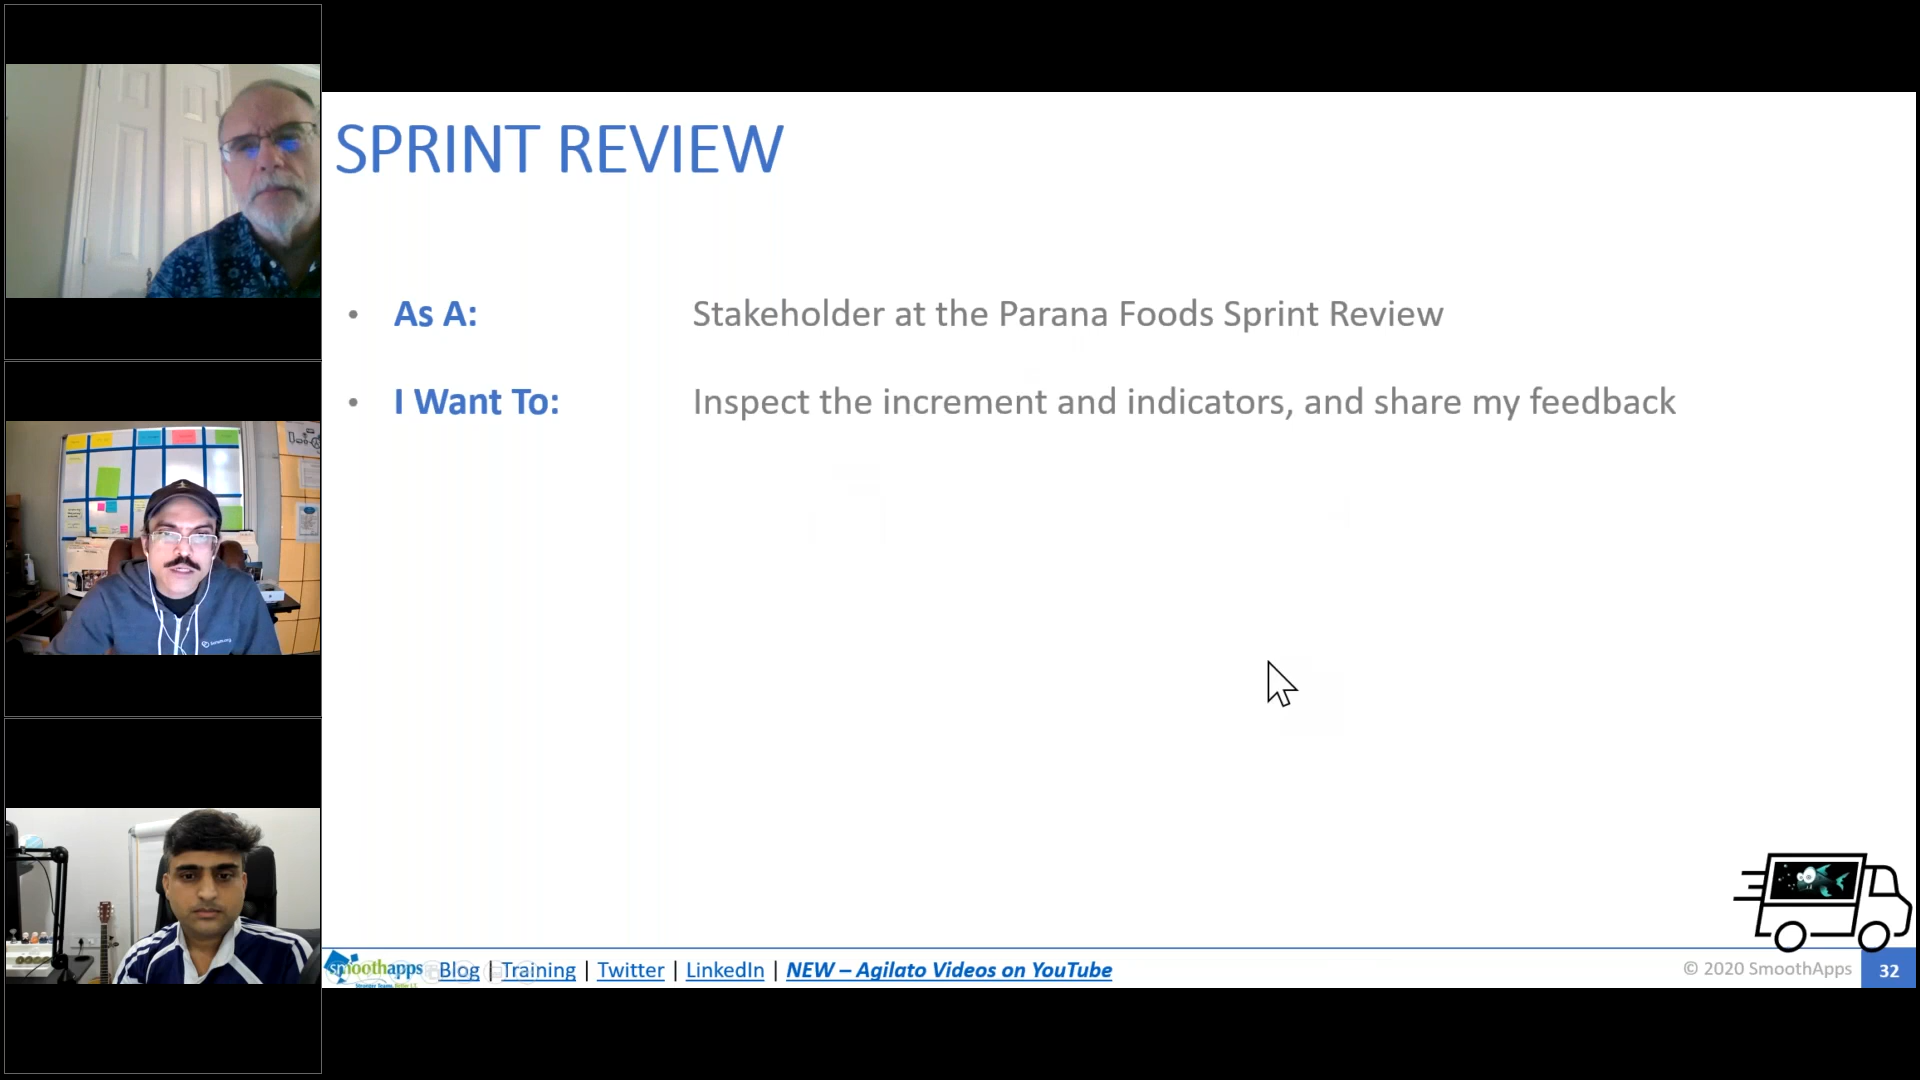 SPRINT REVIEW
• As A: Stakeholder at the Parana Foods Sprint Review
• I Want To: Inspect the increment and indicators, and share my feedback
smoothapps Blog | Training | Twitter | LinkedIn | NEW – Agilato Videos on YouTube
© 2020 SmoothApps 32